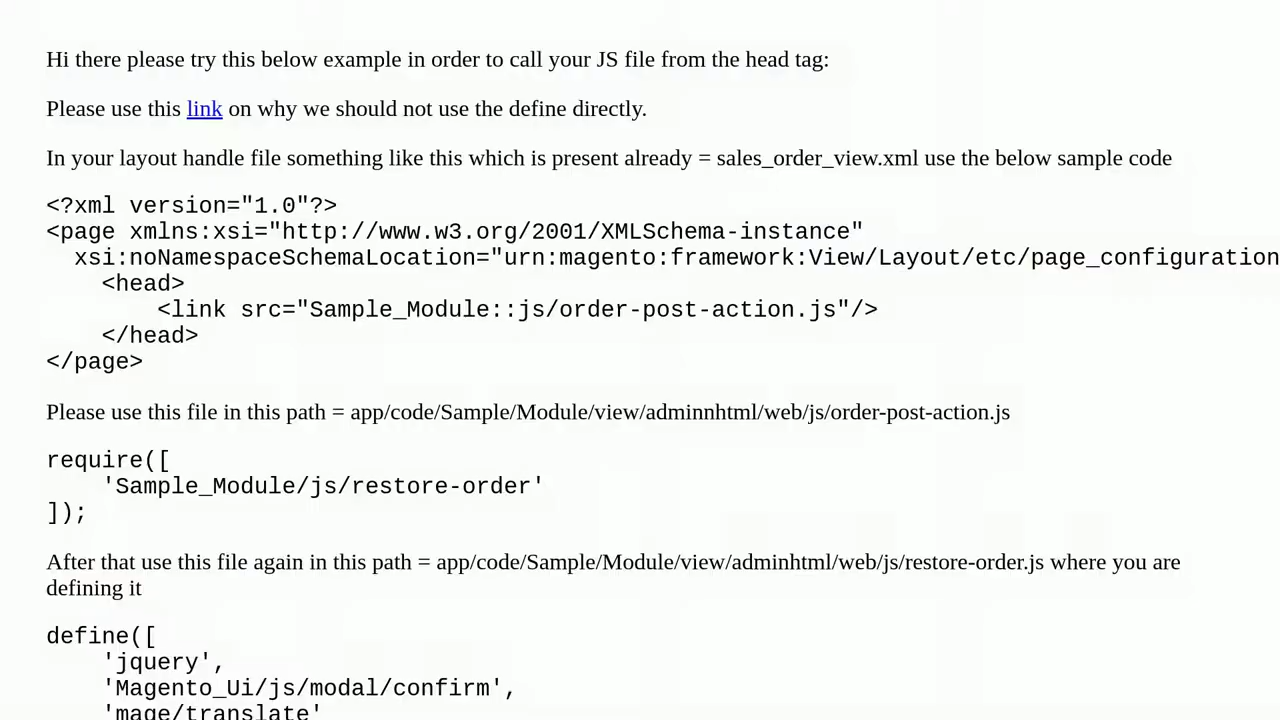 Hi there please try this below example in order to call your JS file from the head tag:
Please use this link on why we should not use the define directly.
In your layout handle file something like this which is present already = sales_order_view.xml use the below sample code
<?xml version="1.0"?>
<page xmlns:xsi="http://www.w3.org/2001/XMLSchema-instance"
  xsi:noNamespaceSchemaLocation="urn:magento:framework:View/Layout/etc/page_configuration
    <head>
        <link src="Sample_Module::js/order-post-action.js"/>
    </head>
</page>
Please use this file in this path = app/code/Sample/Module/view/adminnhtml/web/js/order-post-action.js
require([
    'Sample_Module/js/restore-order'
]);
After that use this file again in this path = app/code/Sample/Module/view/adminhtml/web/js/restore-order.js where you are
defining it
define([
    'jquery',
    'Magento_Ui/js/modal/confirm',
    'mage/translate'